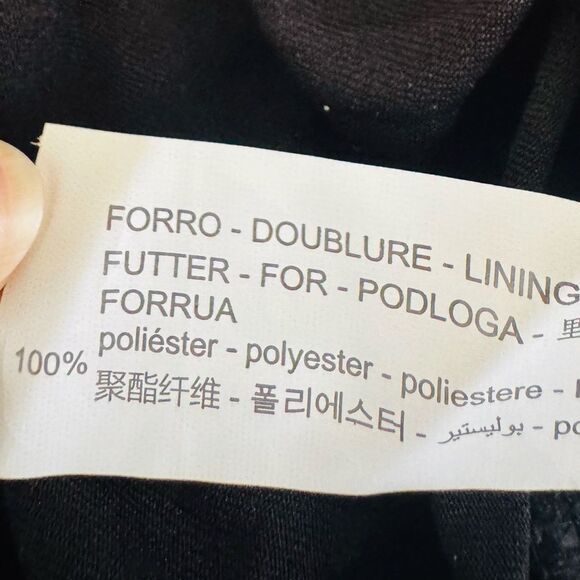 FORRO - DOUBLURE - LINING
FUTTER - FOR - PODLOGA - 里
FORRUA
100% poliéster - polyester - poliestere -
聚酯纤维 - 폴리에스터 - بوليستير - po